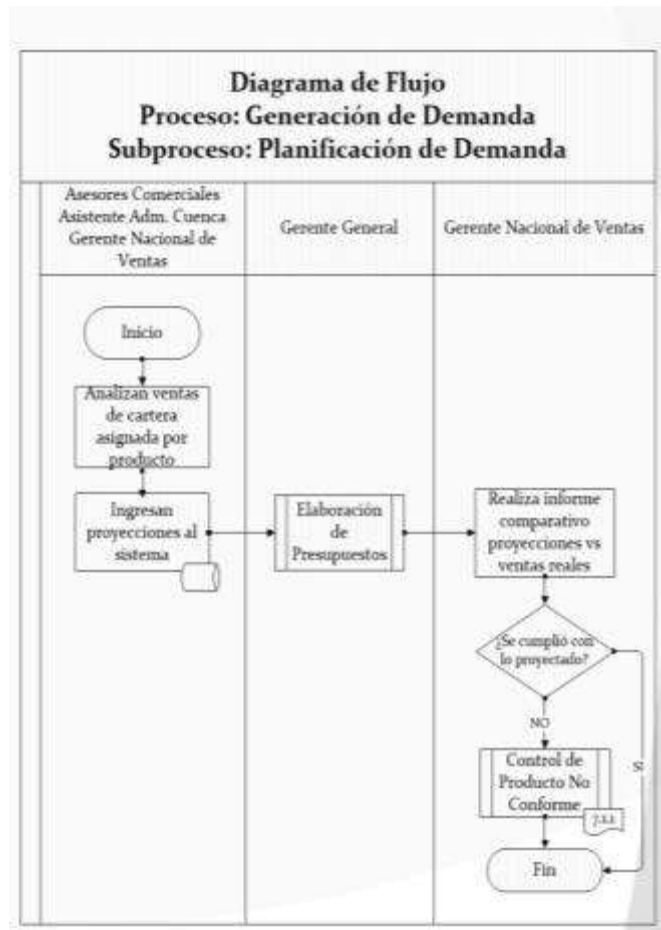 Diagrama de Flujo
Proceso: Generación de Demanda
Subproceso: Planificación de Demanda
Asesores Comerciales
Asistente Adm. Cuenca
Gerente Nacional de
Ventas
Gerente General
Gerente Nacional de Ventas
Inicio
Analizan ventas
de cartera
asignada por
producto
Ingresan
proyecciones al
sistema
Elaboración
de
Presupuestos
Realiza informe
comparativo
proyecciones vs
ventas reales
¿Se cumplió con
lo proyectado?
NO
SI
Control de
Producto No
Conforme
Fin